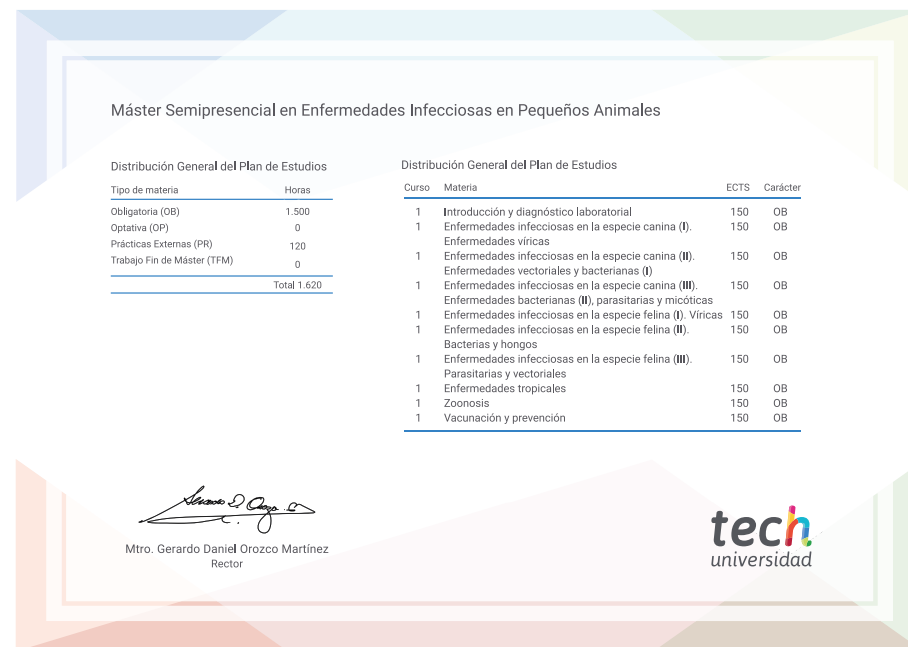 Máster Semipresencial en Enfermedades Infecciosas en Pequeños Animales
Distribución General del Plan de Estudios
Tipo de materia Horas
Obligatoria (OB) 1.500
Optativa (OP) 0
Prácticas Externas (PR) 120
Trabajo Fin de Máster (TFM) 0
Total 1.620
Distribución General del Plan de Estudios
Curso Materia ECTS Carácter
1 Introducción y diagnóstico laboratorial 150 OB
1 Enfermedades infecciosas en la especie canina (I). 150 OB
Enfermedades víricas
1 Enfermedades infecciosas en la especie canina (II). 150 OB
Enfermedades vectoriales y bacterianas (I)
1 Enfermedades infecciosas en la especie canina (III). 150 OB
Enfermedades bacterianas (II), parasitarias y micóticas
1 Enfermedades infecciosas en la especie felina (I). Víricas 150 OB
1 Enfermedades infecciosas en la especie felina (II). 150 OB
Bacterias y hongos
1 Enfermedades infecciosas en la especie felina (III). 150 OB
Parasitarias y vectoriales
1 Enfermedades tropicales 150 OB
1 Zoonosis 150 OB
1 Vacunación y prevención 150 OB
Mtro. Gerardo Daniel Orozco Martínez
Rector
tech
universidad